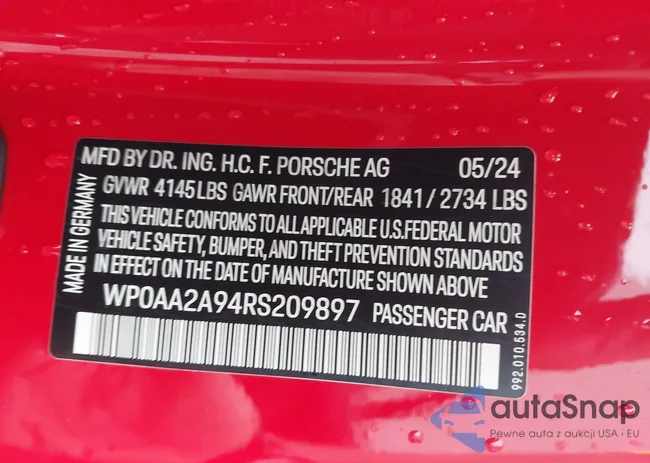 MFD BY DR. ING. H.C. F. PORSCHE AG 05/24
GVWR 4145 LBS GAWR FRONT/REAR 1841 / 2734 LBS
THIS VEHICLE CONFORMS TO ALL APPLICABLE U.S.FEDERAL MOTOR
VEHICLE SAFETY, BUMPER, AND THEFT PREVENTION STANDARDS
IN EFFECT ON THE DATE OF MANUFACTURE SHOWN ABOVE
WP0AA2A94RS209897 PASSENGER CAR
MADE IN GERMANY
992.010.534.D
autaSnap
Pewne auta z aukcji USA i EU